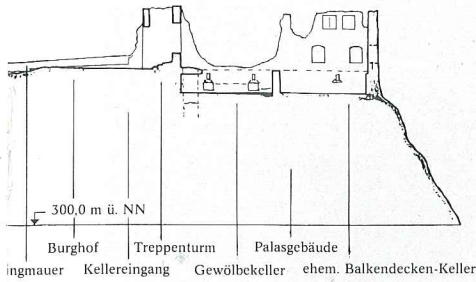 300,0 m ü. NN
Burghof Treppenturm Palasgebäude
ingmauer Kellereingang Gewölbekeller ehem. Balkendecken-Keller